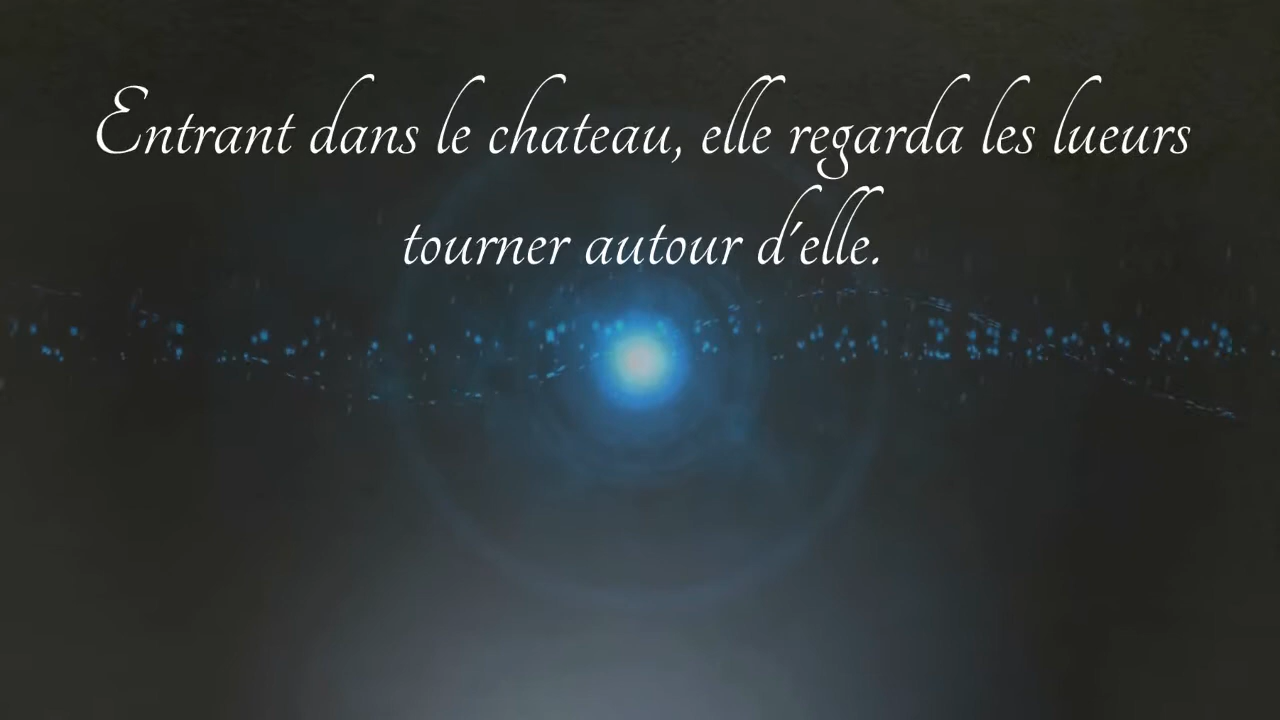 Entrant dans le chateau, elle regarda les lueurs
tourner autour d'elle.